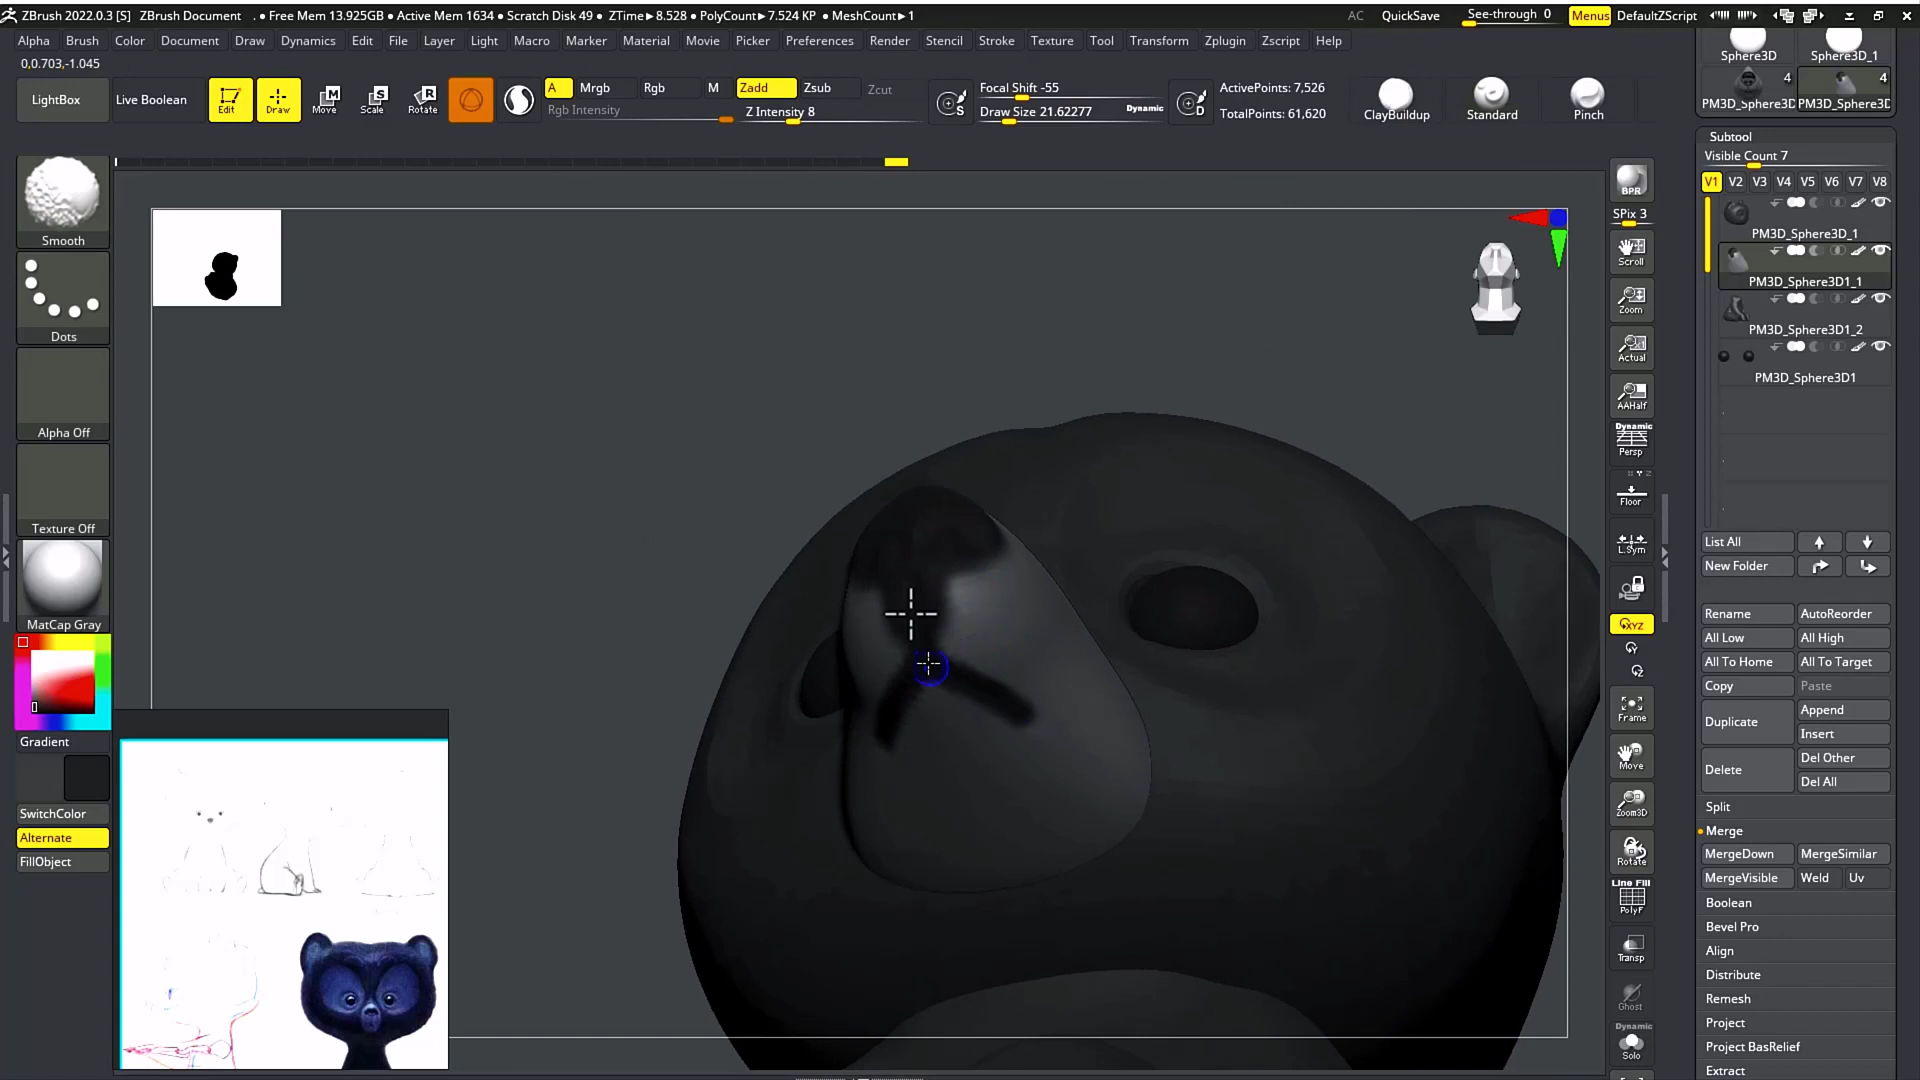 ZBrush 2022.0.3 [S] ZBrush Document . • Free Mem 13.925GB • Active Mem 1634 • Scratch Disk 49 • ZTime►8.528 • PolyCount►7.524 KP • MeshCount►1 AC QuickSave See-through 0 Menus DefaultZScript
Alpha Brush Color Document Draw Dynamics Edit File Layer Light Macro Marker Material Movie Picker Preferences Render Stencil Stroke Texture Tool Transform Zplugin Zscript Help
0,0.703,-1.045
LightBox
Live Boolean
Edit
Draw
Move
Scale
Rotate
A Mrgb Rgb M Zadd Zsub Zcut
Rgb Intensity
Z Intensity 8
Focal Shift -55
Draw Size 21.62277 Dynamic
ActivePoints: 7,526
TotalPoints: 61,620
ClayBuildup
Standard
Pinch
Smooth
Dots
Alpha Off
Texture Off
MatCap Gray
Gradient
SwitchColor
Alternate
FillObject
BPR
SPix 3
Scroll
Zoom
Actual
AAHalf
Dynamic
Persp
Floor
L.Sym
XYZ
Frame
Move
Zoom3D
Rotate
Line Fill
PolyF
Transp
Ghost
Dynamic
Solo
Sphere3D
Sphere3D_1
4
4
PM3D_Sphere3D
PM3D_Sphere3D
Subtool
Visible Count 7
V1 V2 V3 V4 V5 V6 V7 V8
PM3D_Sphere3D_1
PM3D_Sphere3D1_1
PM3D_Sphere3D1_2
PM3D_Sphere3D1
List All
New Folder
Rename AutoReorder
All Low All High
All To Home All To Target
Copy Paste
Duplicate Append
Insert
Delete Del Other
Del All
Split
Merge
MergeDown MergeSimilar
MergeVisible Weld Uv
Boolean
Bevel Pro
Align
Distribute
Remesh
Project
Project BasRelief
Extract